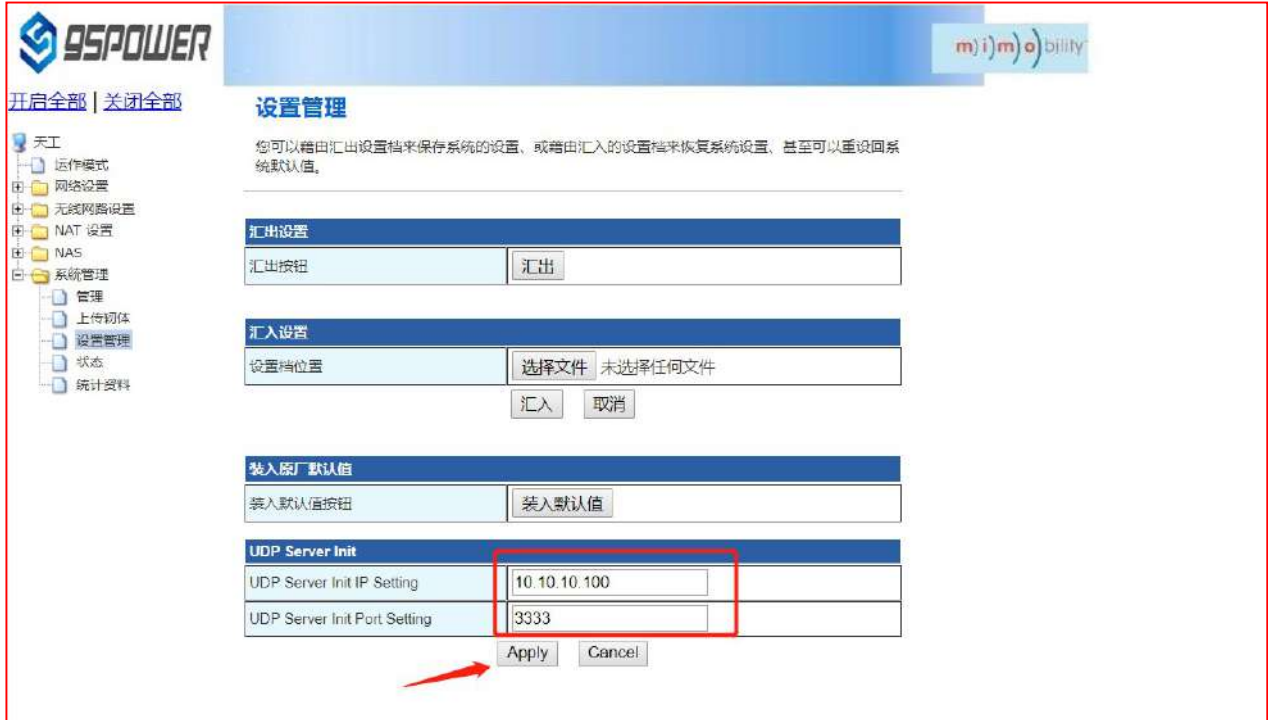 95POWER
m)i)m)o)bility
开启全部 | 关闭全部
天工
运作模式
网络设置
无线网路设置
NAT 设置
NAS
系统管理
管理
上传韧体
设置管理
状态
统计资料
设置管理
您可以藉由汇出设置档来保存系统的设置、或藉由汇入的设置档来恢复系统设置、甚至可以重设回系
统默认值。
汇出设置
汇出按钮 汇出
汇入设置
设置档位置 选择文件 未选择任何文件
汇入 取消
装入原厂默认值
装入默认值按钮 装入默认值
UDP Server Init
UDP Server Init IP Setting 10.10.10.100
UDP Server Init Port Setting 3333
Apply Cancel